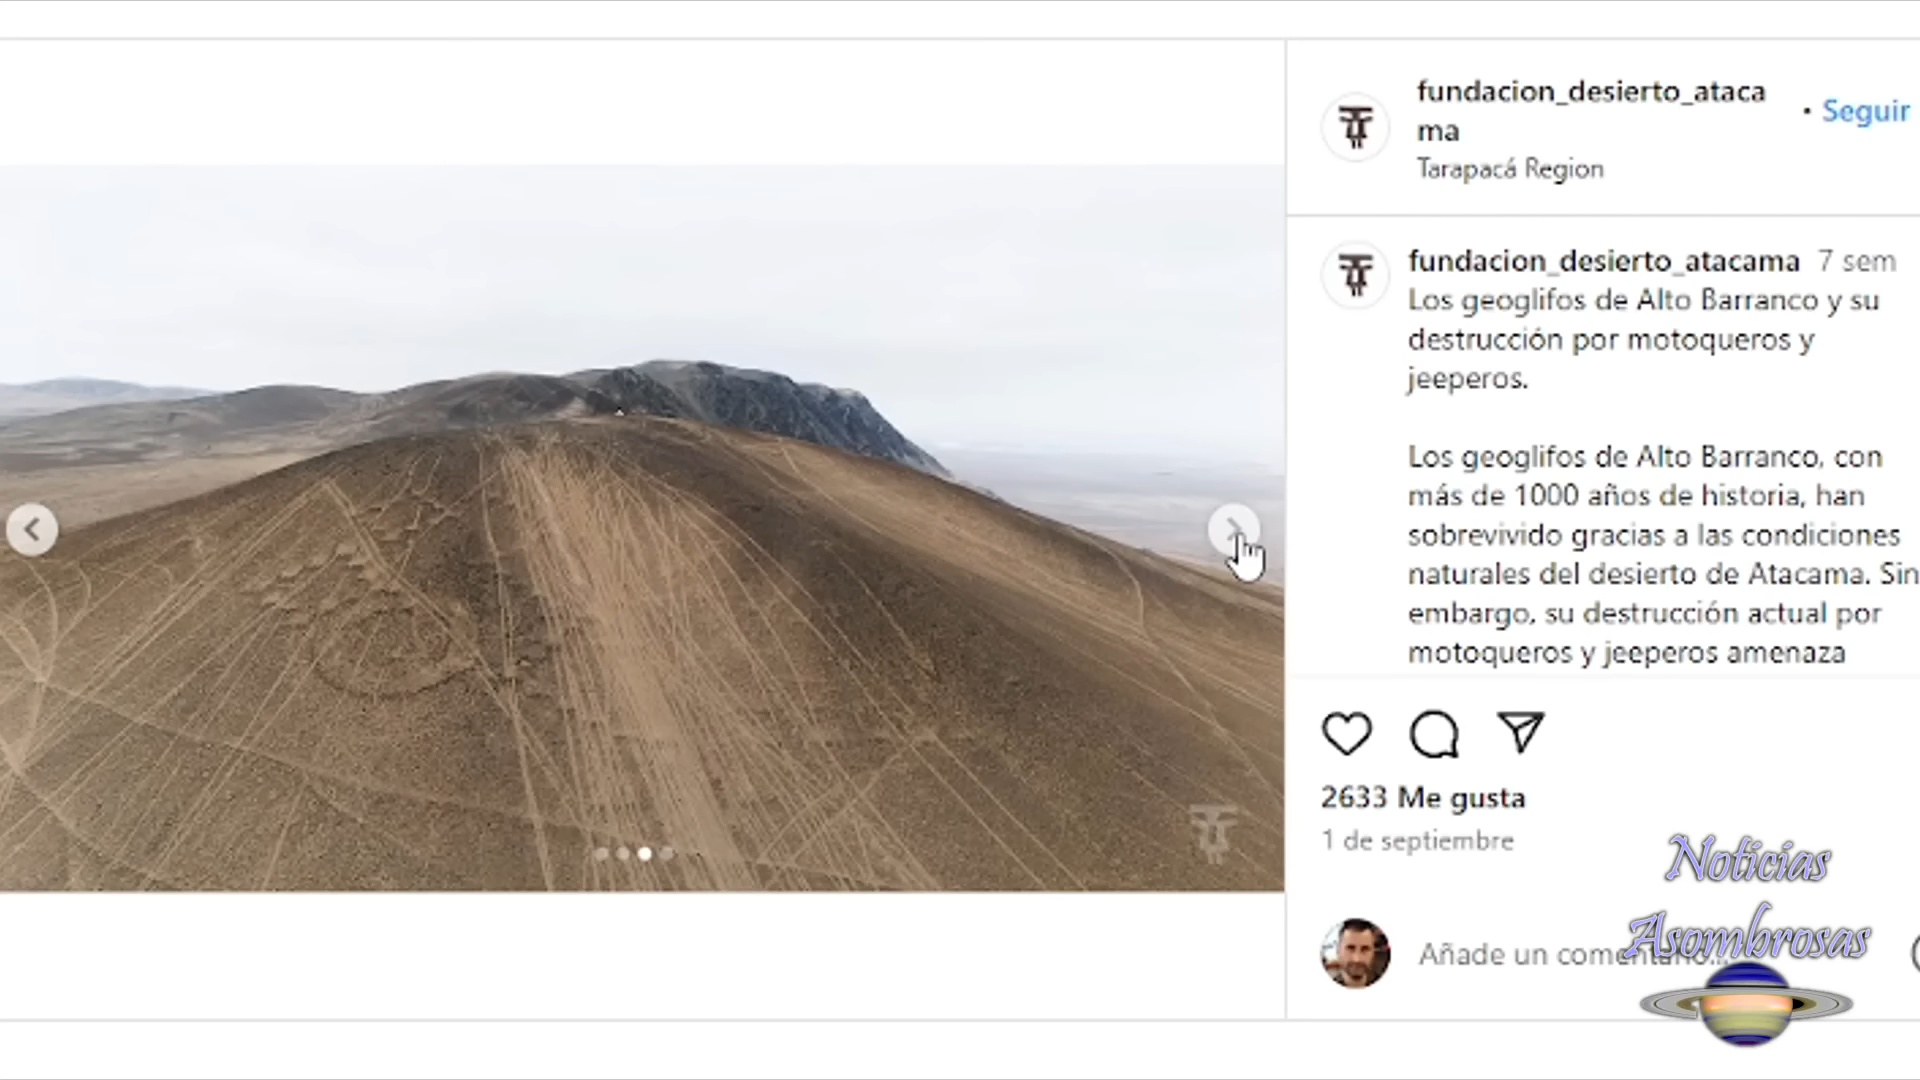 fundacion_desierto_ataca
ma
• Seguir
Tarapacá Region
fundacion_desierto_atacama 7 sem
Los geoglifos de Alto Barranco y su
destrucción por motoqueros y
jeeperos.
Los geoglifos de Alto Barranco, con
más de 1000 años de historia, han
sobrevivido gracias a las condiciones
naturales del desierto de Atacama. Sin
embargo, su destrucción actual por
motoqueros y jeeperos amenaza
2633 Me gusta
1 de septiembre
Añade un comentario...
Noticias
Asombrosas